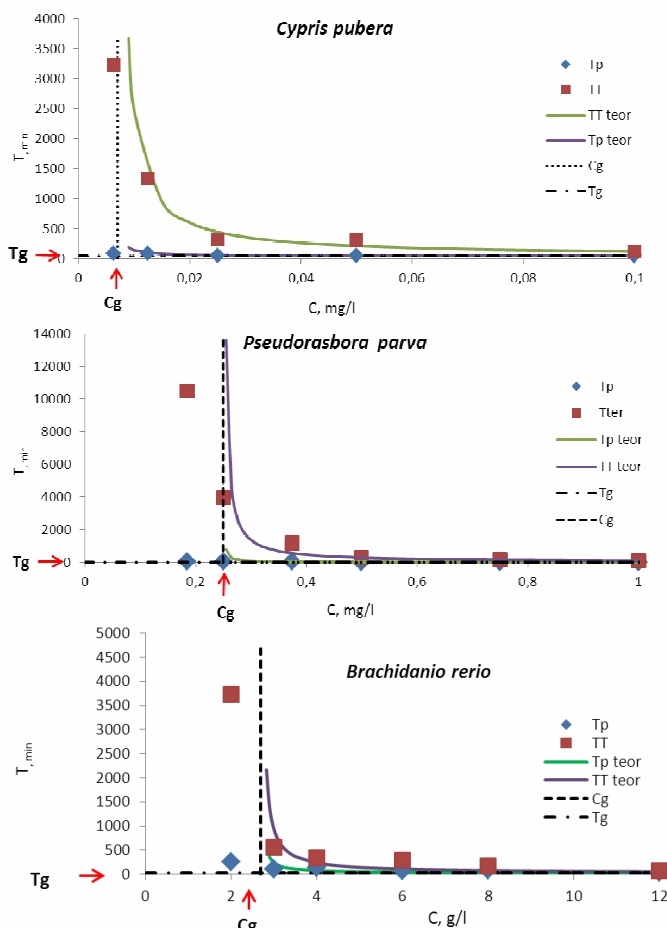 Cypris pubera
4000
3500
3000
2500
2000
1500
1000
500
0
T, min
Tp
TT
TT teor
Tp teor
Cg
Tg
Tg
0 0,02 0,04 0,06 0,08 0,1
Cg
C, mg/l
Pseudorasbora parva
14000
12000
10000
8000
6000
4000
2000
0
T, min
Tp
Tter
Tp teor
TT teor
Tg
Cg
Tg
0 0,2 0,4 0,6 0,8 1
Cg
C, mg/l
Brachidanio rerio
5000
4500
4000
3500
3000
2500
2000
1500
1000
500
0
T, min
Tp
TT
Tp teor
TT teor
Cg
Tg
Tg
0 2 4 6 8 10 12
Cg
C, g/l